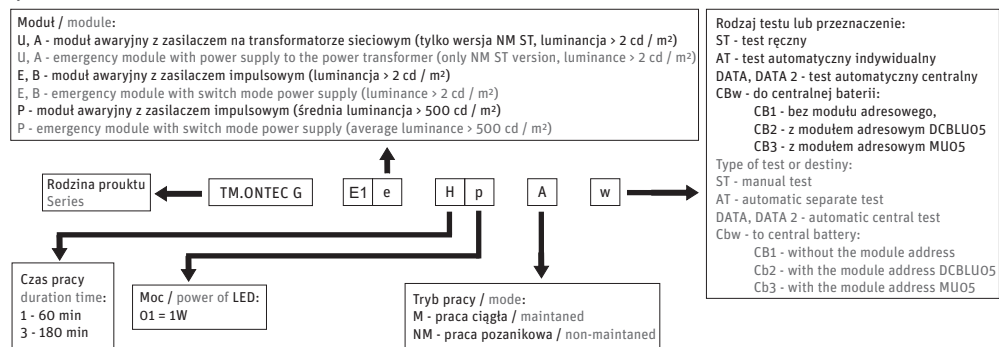 Moduł / module:
U, A - moduł awaryjny z zasilaczem na transformatorze sieciowym (tylko wersja NM ST, luminancja > 2 cd / m²)
U, A - emergency module with power supply to the power transformer (only NM ST version, luminance > 2 cd / m²)
E, B - moduł awaryjny z zasilaczem impulsowym (luminancja > 2 cd / m²)
E, B - emergency module with switch mode power supply (luminance > 2 cd / m²)
P - moduł awaryjny z zasilaczem impulsowym (średnia luminancja > 500 cd / m²)
P - emergency module with switch mode power supply (average luminance > 500 cd / m²)
Rodzaj testu lub przeznaczenie:
ST - test ręczny
AT - test automatyczny indywidualny
DATA, DATA 2 - test automatyczny centralny
CBw - do centralnej baterii:
CB1 - bez modułu adresowego,
CB2 - z modułem adresowym DCBLU05
CB3 - z modułem adresowym MU05
Type of test or destiny:
ST - manual test
AT - automatic separate test
DATA, DATA 2 - automatic central test
Cbw - to central battery:
CB1 - without the module address
Cb2 - with the module address DCBLU05
Cb3 - with the module address MU05
Rodzina prouktu
Series
TM.ONTEC G
E1 e
H p
A
w
Czas pracy
duration time:
1 - 60 min
3 - 180 min
Moc / power of LED:
01 = 1W
Tryb pracy / mode:
M - praca ciągła / maintaned
NM - praca pozanikowa / non-maintaned